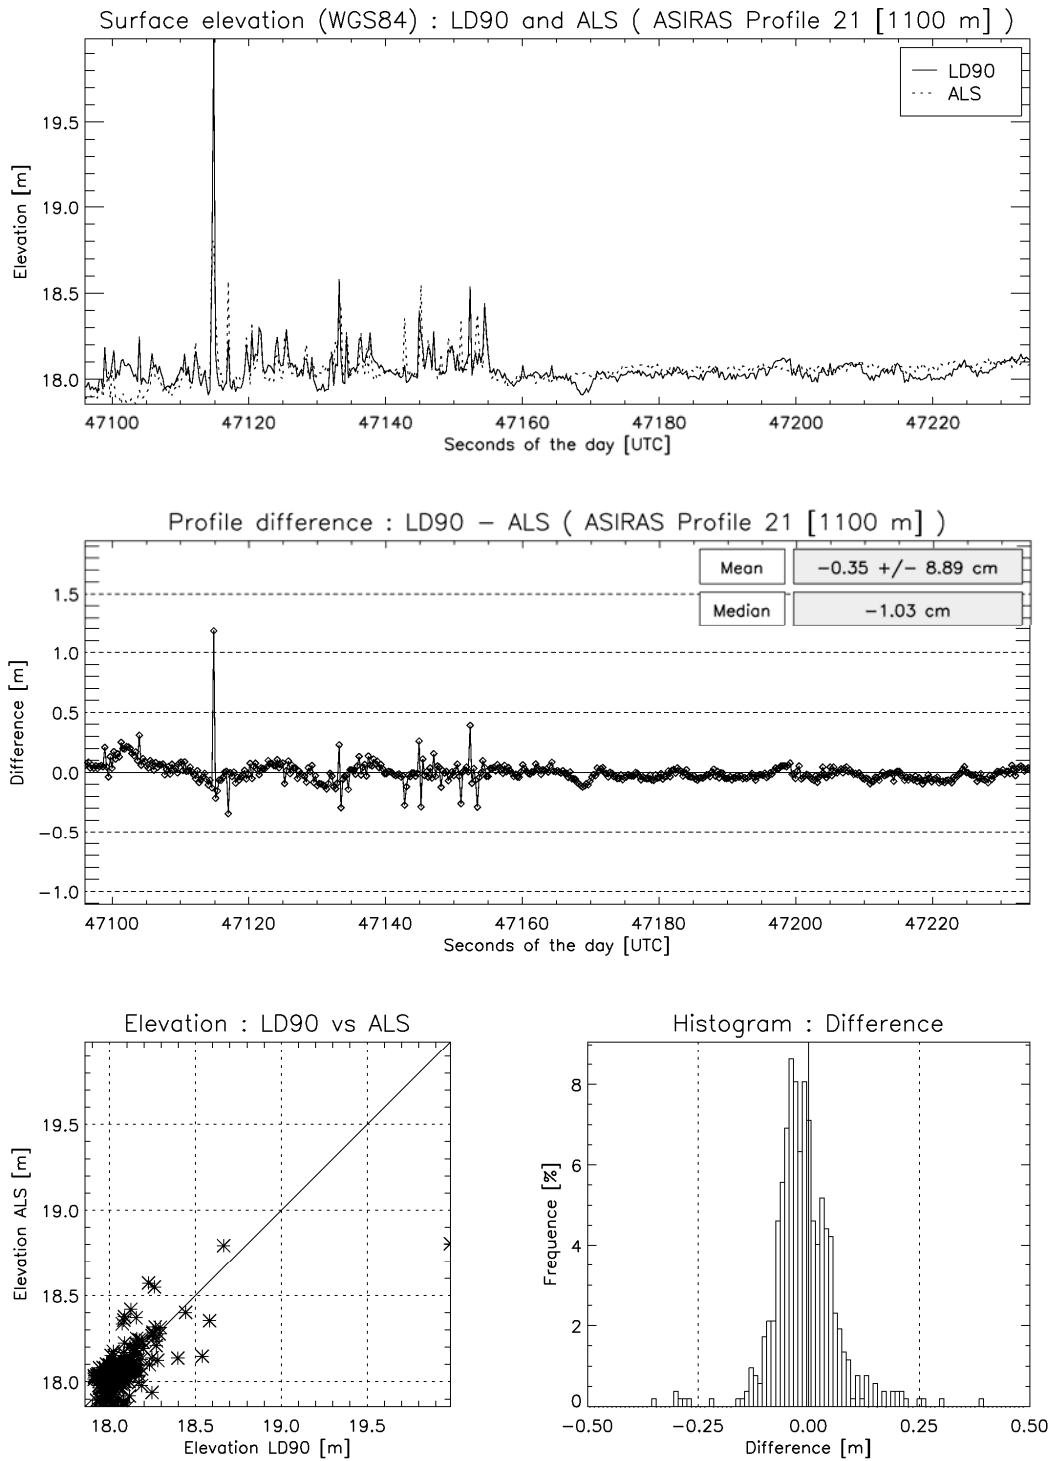 Surface elevation (WGS84) : LD90 and ALS ( ASIRAS Profile 21 [1100 m] )
LD90
ALS
19.5
19.0
18.5
18.0
Elevation [m]
47100 47120 47140 47160 47180 47200 47220
Seconds of the day [UTC]
Profile difference : LD90 − ALS ( ASIRAS Profile 21 [1100 m] )
Mean −0.35 +/− 8.89 cm
Median −1.03 cm
1.5
1.0
0.5
0.0
−0.5
−1.0
Difference [m]
47100 47120 47140 47160 47180 47200 47220
Seconds of the day [UTC]
Elevation : LD90 vs ALS
19.5
19.0
18.5
18.0
Elevation ALS [m]
18.0 18.5 19.0 19.5
Elevation LD90 [m]
Histogram : Difference
8
6
4
2
0
Frequence [%]
−0.50 −0.25 0.00 0.25 0.50
Difference [m]